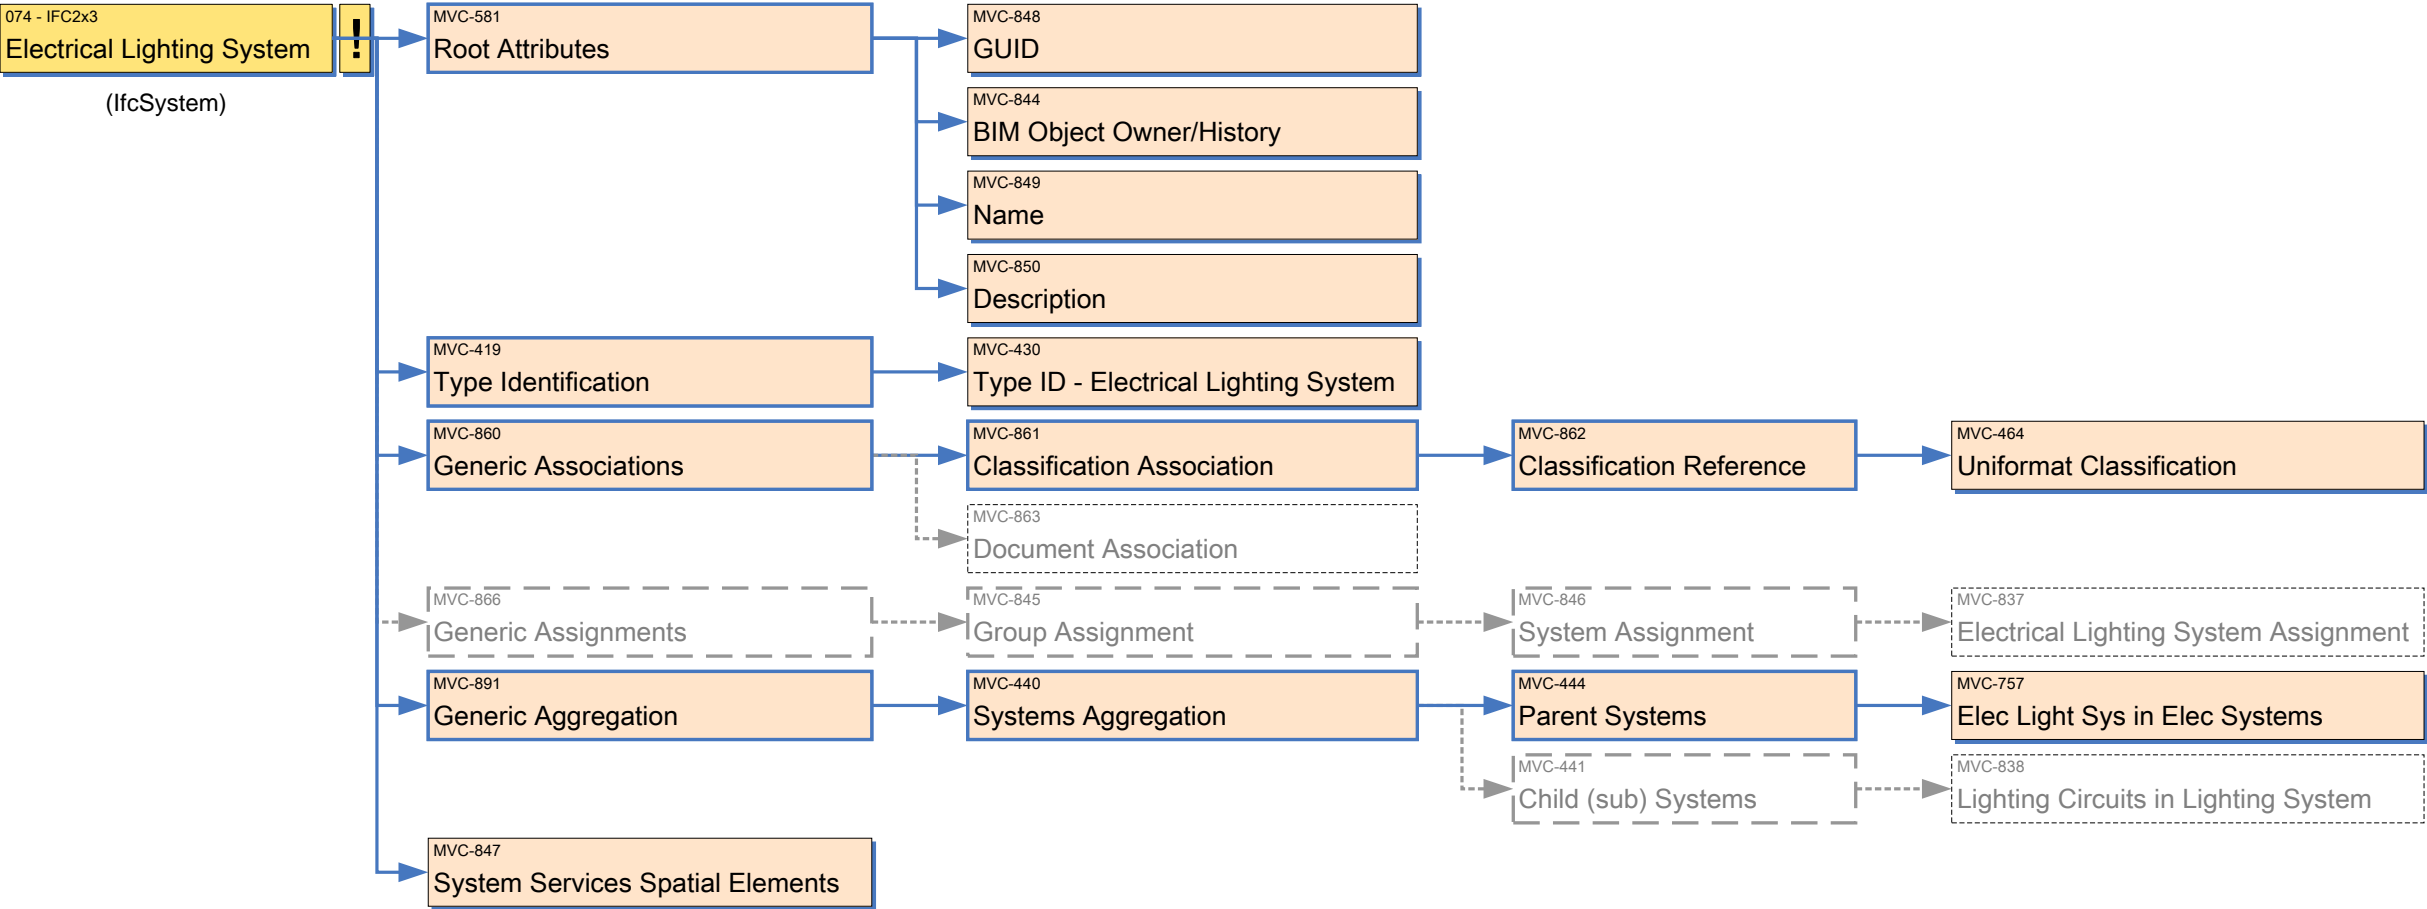 074 - IFC2x3
Electrical Lighting System
!
(IfcSystem)
MVC-581
Root Attributes
MVC-848
GUID
MVC-844
BIM Object Owner/History
MVC-849
Name
MVC-850
Description
MVC-419
Type Identification
MVC-430
Type ID - Electrical Lighting System
MVC-860
Generic Associations
MVC-861
Classification Association
MVC-862
Classification Reference
MVC-464
Uniformat Classification
MVC-863
Document Association
MVC-866
Generic Assignments
MVC-845
Group Assignment
MVC-846
System Assignment
MVC-837
Electrical Lighting System Assignment
MVC-891
Generic Aggregation
MVC-440
Systems Aggregation
MVC-444
Parent Systems
MVC-757
Elec Light Sys in Elec Systems
MVC-441
Child (sub) Systems
MVC-838
Lighting Circuits in Lighting System
MVC-847
System Services Spatial Elements